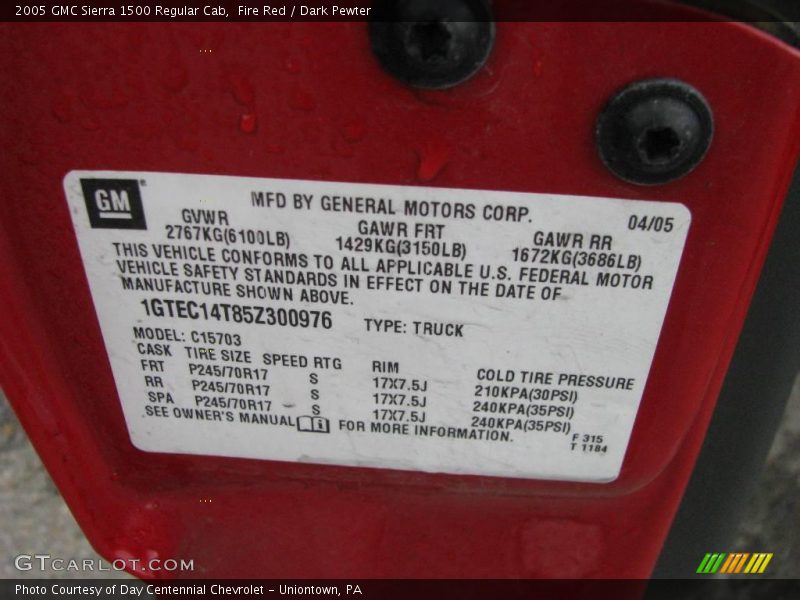 2005 GMC Sierra 1500 Regular Cab, Fire Red / Dark Pewter
GM
MFD BY GENERAL MOTORS CORP.
04/05
GVWR GAWR FRT GAWR RR
2767KG(6100LB) 1429KG(3150LB) 1672KG(3686LB)
THIS VEHICLE CONFORMS TO ALL APPLICABLE U.S. FEDERAL MOTOR
VEHICLE SAFETY STANDARDS IN EFFECT ON THE DATE OF
MANUFACTURE SHOWN ABOVE.
1GTEC14T85Z300976 TYPE: TRUCK
MODEL: C15703
CASK TIRE SIZE SPEED RTG RIM COLD TIRE PRESSURE
FRT P245/70R17 S 17X7.5J 210KPA(30PSI)
RR P245/70R17 S 17X7.5J 240KPA(35PSI)
SPA P245/70R17 S 17X7.5J 240KPA(35PSI)
SEE OWNER'S MANUAL FOR MORE INFORMATION.
F 315
T 1184
GTCARLOT.COM
Photo Courtesy of Day Centennial Chevrolet - Uniontown, PA